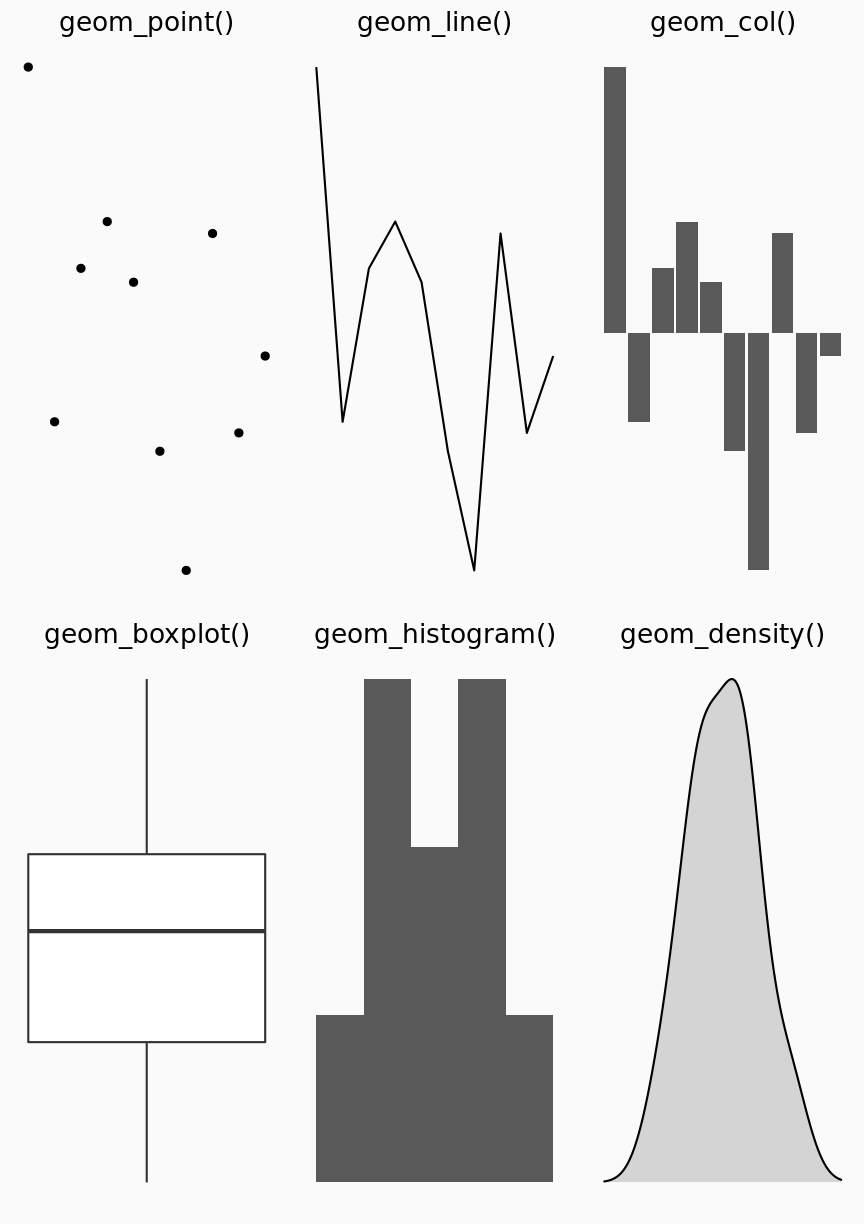 geom_point()
geom_line()
geom_col()
geom_boxplot()
geom_histogram()
geom_density()